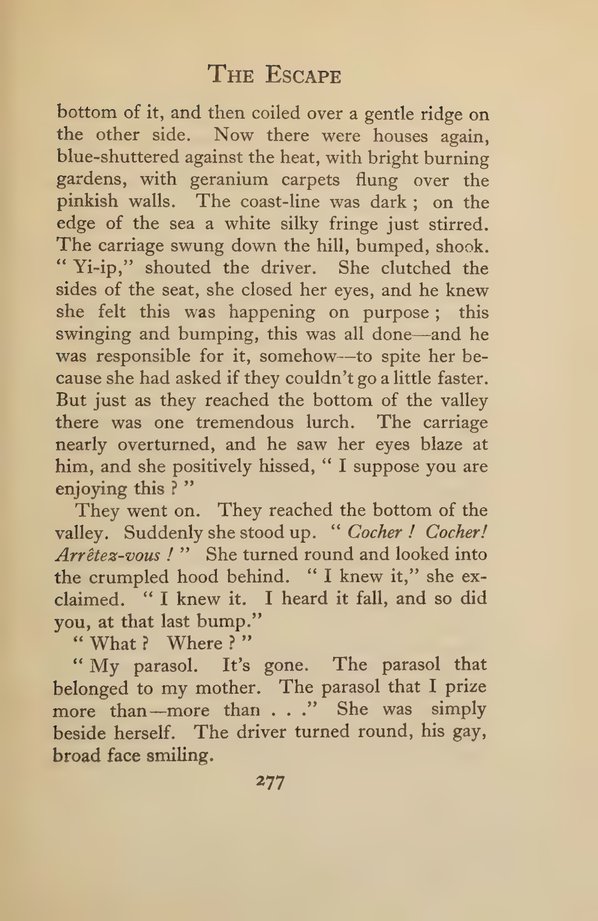 THE ESCAPE
bottom of it, and then coiled over a gentle ridge on
the other side. Now there were houses again,
blue-shuttered against the heat, with bright burning
gardens, with geranium carpets flung over the
pinkish walls. The coast-line was dark ; on the
edge of the sea a white silky fringe just stirred.
The carriage swung down the hill, bumped, shook.
“ Yi-ip,” shouted the driver. She clutched the
sides of the seat, she closed her eyes, and he knew
she felt this was happening on purpose ; this
swinging and bumping, this was all done—and he
was responsible for it, somehow—to spite her be-
cause she had asked if they couldn’t go a little faster.
But just as they reached the bottom of the valley
there was one tremendous lurch. The carriage
nearly overturned, and he saw her eyes blaze at
him, and she positively hissed, “ I suppose you are
enjoying this ? ”
They went on. They reached the bottom of the
valley. Suddenly she stood up. “ Cocher ! Cocher!
Arrêtez-vous ! ” She turned round and looked into
the crumpled hood behind. “ I knew it,” she ex-
claimed. “ I knew it. I heard it fall, and so did
you, at that last bump.”
“ What ? Where ? ”
“ My parasol. It’s gone. The parasol that
belonged to my mother. The parasol that I prize
more than—more than . . .” She was simply
beside herself. The driver turned round, his gay,
broad face smiling.
277